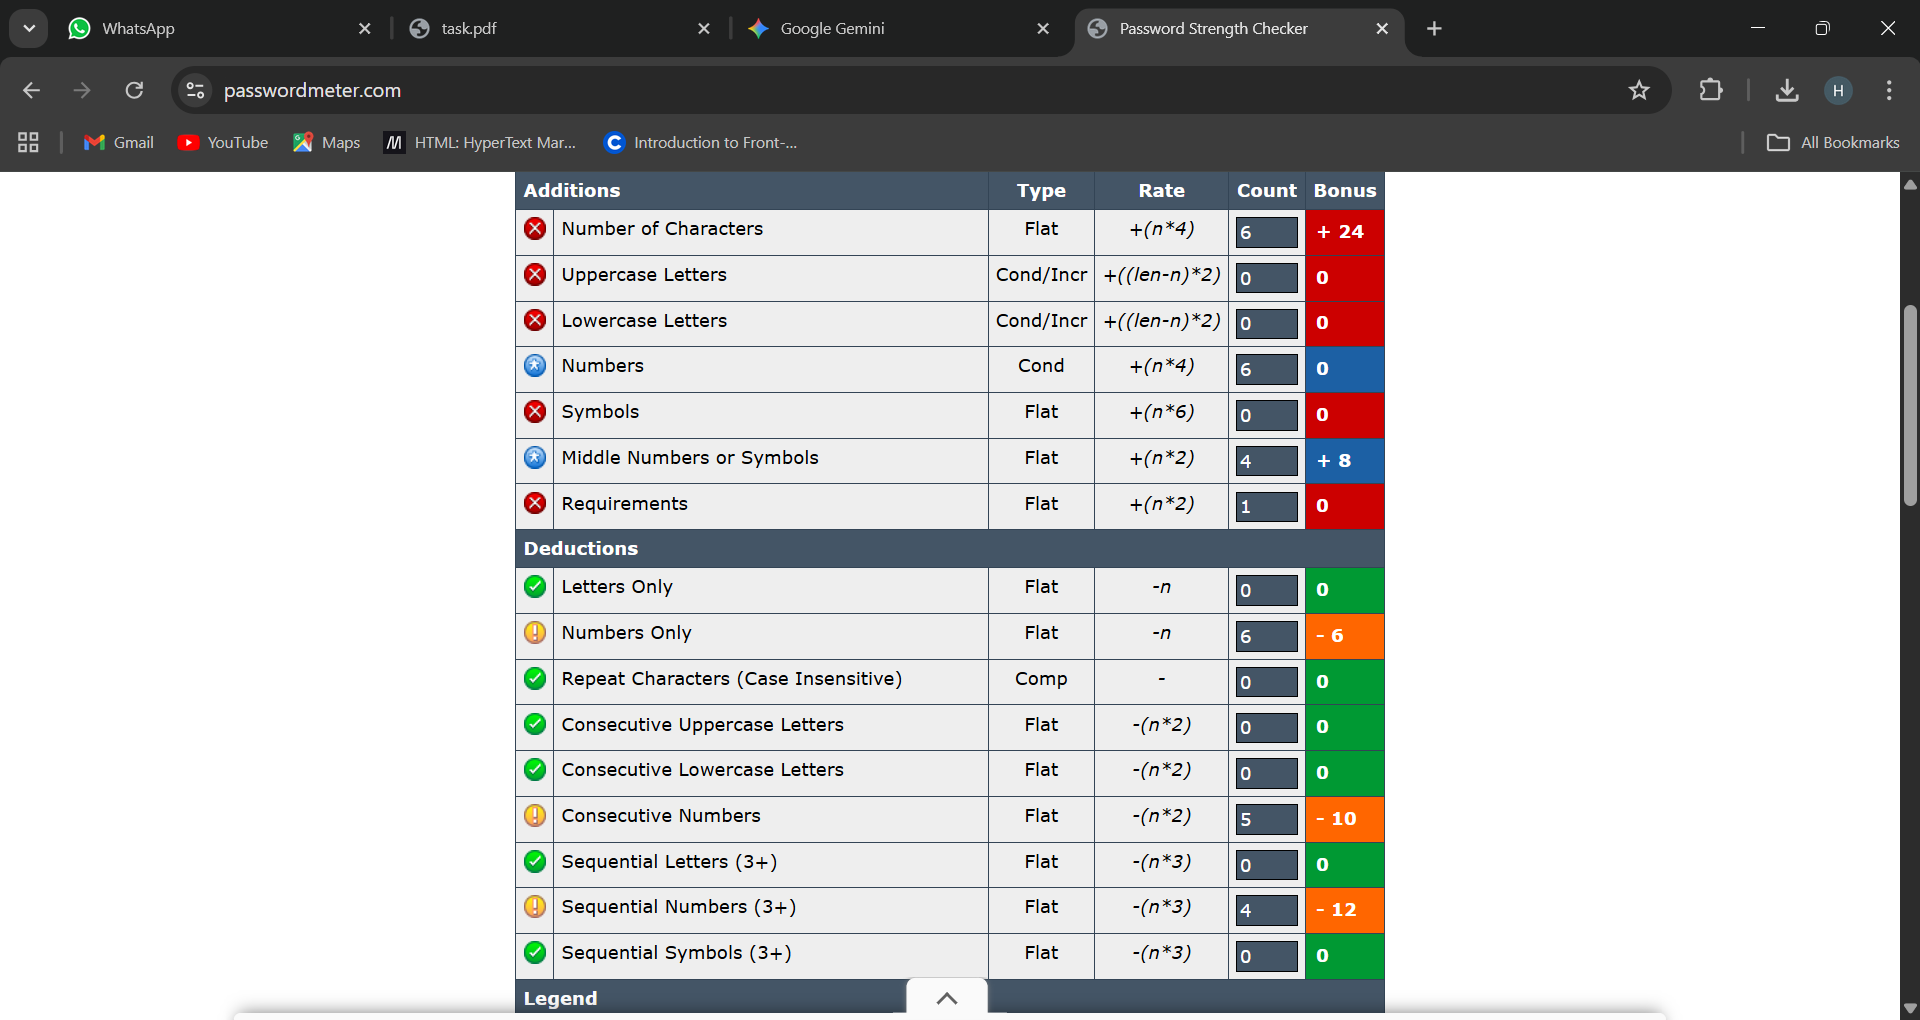 WhatsApp
task.pdf
Google Gemini
Password Strength Checker
passwordmeter.com
H
Gmail
YouTube
Maps
HTML: HyperText Mar...
Introduction to Front-...
All Bookmarks
Additions Type Rate Count Bonus
Number of Characters Flat +(n*4) 6 + 24
Uppercase Letters Cond/Incr +((len-n)*2) 0 0
Lowercase Letters Cond/Incr +((len-n)*2) 0 0
Numbers Cond +(n*4) 6 0
Symbols Flat +(n*6) 0 0
Middle Numbers or Symbols Flat +(n*2) 4 + 8
Requirements Flat +(n*2) 1 0
Deductions
Letters Only Flat -n 0 0
Numbers Only Flat -n 6 - 6
Repeat Characters (Case Insensitive) Comp - 0 0
Consecutive Uppercase Letters Flat -(n*2) 0 0
Consecutive Lowercase Letters Flat -(n*2) 0 0
Consecutive Numbers Flat -(n*2) 5 - 10
Sequential Letters (3+) Flat -(n*3) 0 0
Sequential Numbers (3+) Flat -(n*3) 4 - 12
Sequential Symbols (3+) Flat -(n*3) 0 0
Legend